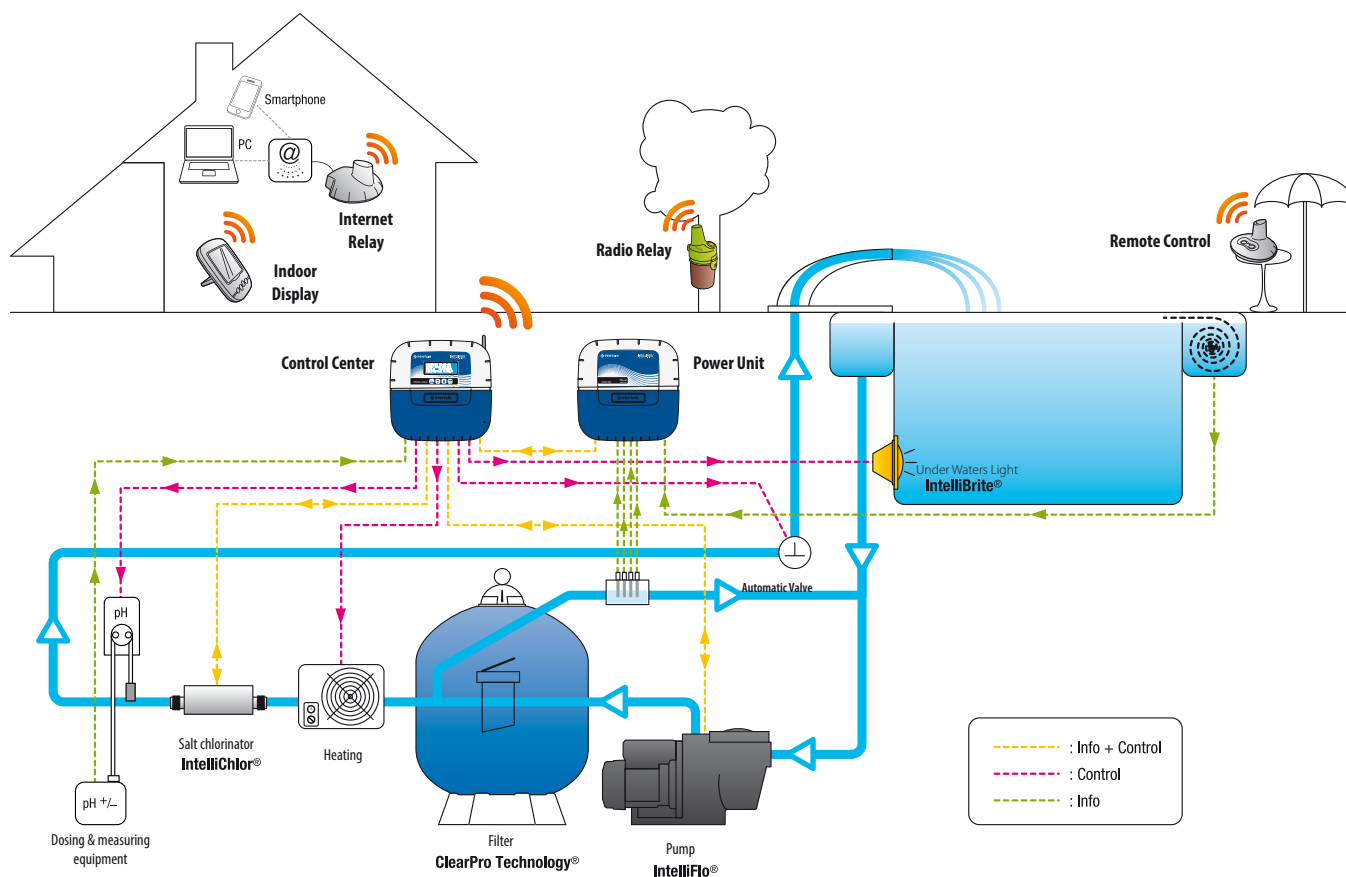 Smartphone
PC
@
Internet
Relay
Indoor
Display
Radio Relay
Remote Control
Control Center
Power Unit
PENTAIR
PENTAIR
Under Waters Light
IntelliBrite®
Automatic Valve
pH
Salt chlorinator
IntelliChlor®
Heating
pH +/–
Dosing & measuring
equipment
Filter
ClearPro Technology®
Pump
IntelliFlo®
: Info + Control
: Control
: Info